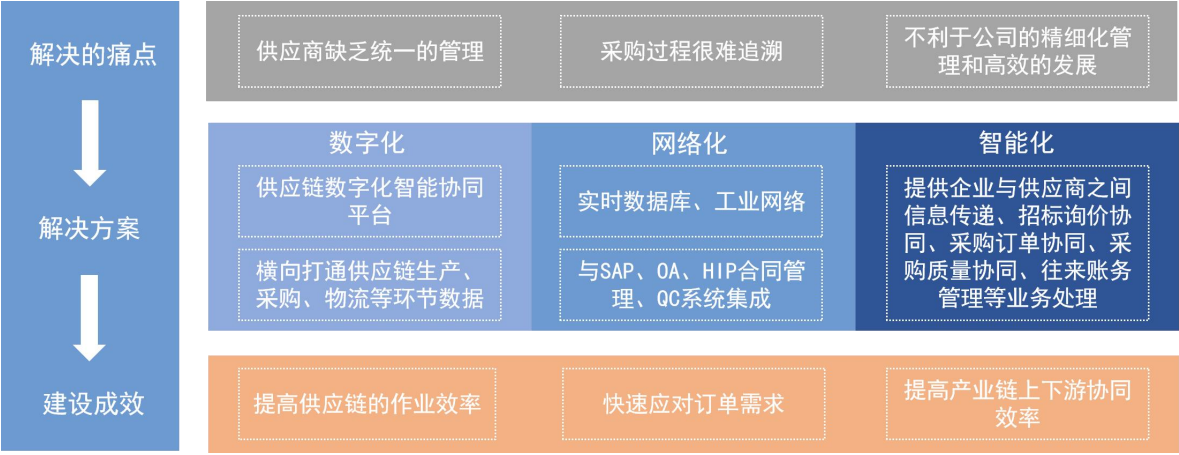 解决的痛点
供应商缺乏统一的管理
采购过程很难追溯
不利于公司的精细化管
理和高效的发展
解决方案
数字化
供应链数字化智能协同
平台
横向打通供应链生产、
采购、物流等环节数据
网络化
实时数据库、工业网络
与SAP、OA、HIP合同管
理、QC系统集成
智能化
提供企业与供应商之间
信息传递、招标询价协
同、采购订单协同、采
购质量协同、往来账务
管理等业务处理
建设成效
提高供应链的作业效率
快速应对订单需求
提高产业链上下游协同
效率